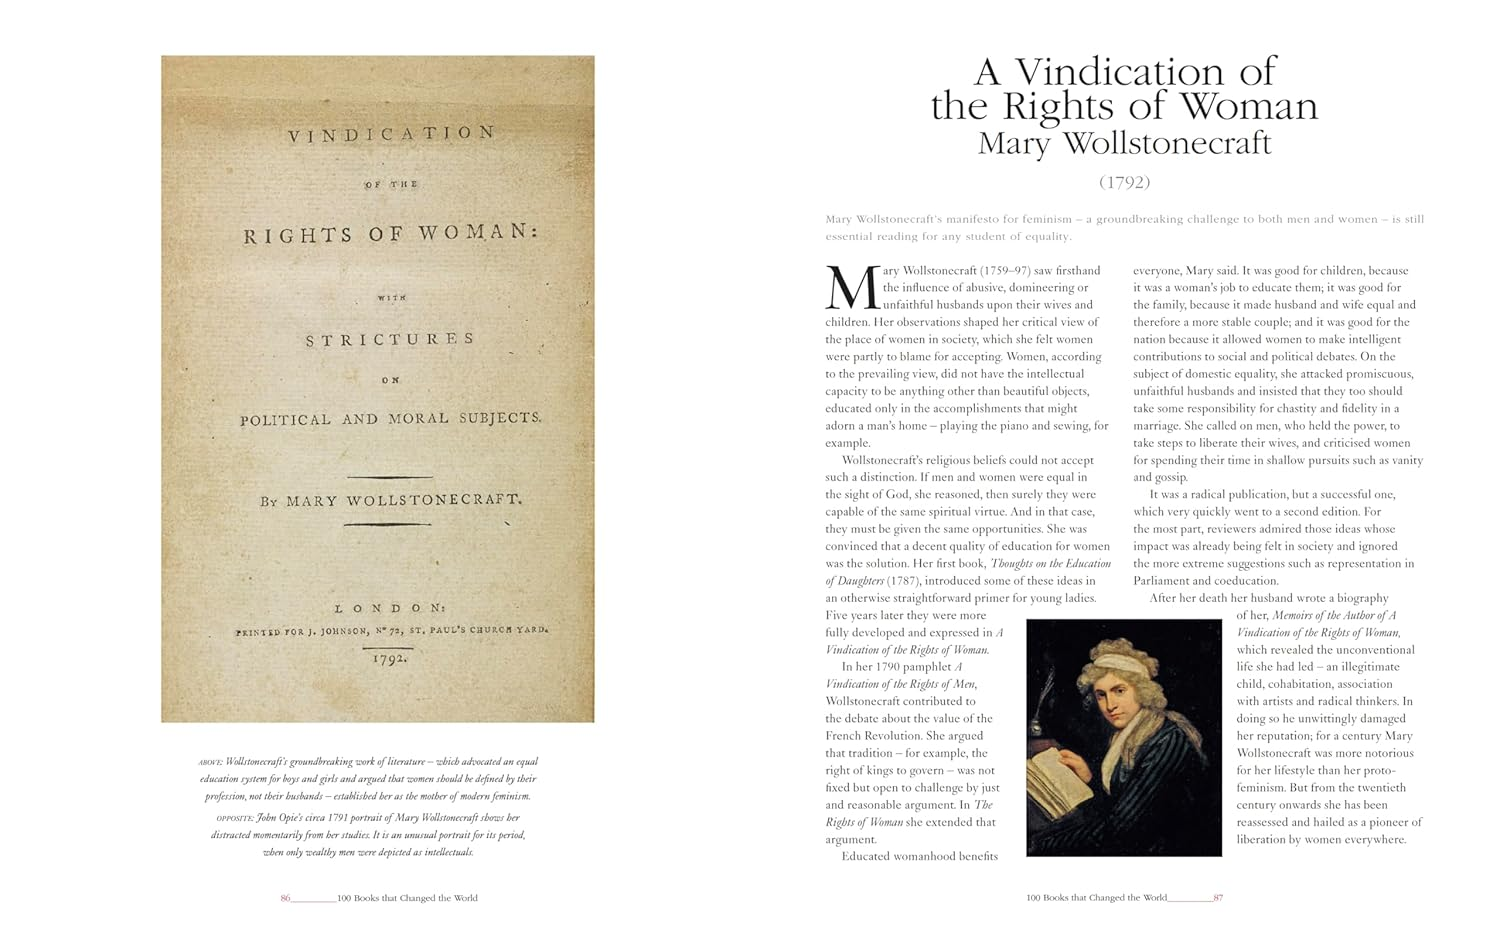 VINDICATION
OF THE
RIGHTS OF WOMAN:
WITH
STRICTURES
ON
POLITICAL AND MORAL SUBJECTS.
By MARY WOLLSTONECRAFT.
LONDON:
PRINTED FOR J. JOHNSON, Nº 72, ST. PAUL'S CHURCH YARD.
1792.
ABOVE: Wollstonecraft's groundbreaking work of literature – which advocated an equal
education system for boys and girls and argued that women should be defined by their
profession, not their husbands – established her as the mother of modern feminism.
OPPOSITE: John Opie's circa 1791 portrait of Mary Wollstonecraft shows her
distracted momentarily from her studies. It is an unusual portrait for its period,
when only wealthy men were depicted as intellectuals.
86_________100 Books that Changed the World
A Vindication of
the Rights of Woman
Mary Wollstonecraft
(1792)
Mary Wollstonecraft's manifesto for feminism – a groundbreaking challenge to both men and women – is still
essential reading for any student of equality.
Mary Wollstonecraft (1759–97) saw firsthand
the influence of abusive, domineering or
unfaithful husbands upon their wives and
children. Her observations shaped her critical view of
the place of women in society, which she felt women
were partly to blame for accepting. Women, according
to the prevailing view, did not have the intellectual
capacity to be anything other than beautiful objects,
educated only in the accomplishments that might
adorn a man's home – playing the piano and sewing, for
example.
Wollstonecraft's religious beliefs could not accept
such a distinction. If men and women were equal in
the sight of God, she reasoned, then surely they were
capable of the same spiritual virtue. And in that case,
they must be given the same opportunities. She was
convinced that a decent quality of education for women
was the solution. Her first book, Thoughts on the Education
of Daughters (1787), introduced some of these ideas in
an otherwise straightforward primer for young ladies.
Five years later they were more
fully developed and expressed in A
Vindication of the Rights of Woman.
In her 1790 pamphlet A
Vindication of the Rights of Men,
Wollstonecraft contributed to
the debate about the value of the
French Revolution. She argued
that tradition – for example, the
right of kings to govern – was not
fixed but open to challenge by just
and reasonable argument. In The
Rights of Woman she extended that
argument.
Educated womanhood benefits
everyone, Mary said. It was good for children, because
it was a woman's job to educate them; it was good for
the family, because it made husband and wife equal and
therefore a more stable couple; and it was good for the
nation because it allowed women to make intelligent
contributions to social and political debates. On the
subject of domestic equality, she attacked promiscuous,
unfaithful husbands and insisted that they too should
take some responsibility for chastity and fidelity in a
marriage. She called on men, who held the power, to
take steps to liberate their wives, and criticised women
for spending their time in shallow pursuits such as vanity
and gossip.
It was a radical publication, but a successful one,
which very quickly went to a second edition. For
the most part, reviewers admired those ideas whose
impact was already being felt in society and ignored
the more extreme suggestions such as representation in
Parliament and coeducation.
After her death her husband wrote a biography
of her, Memoirs of the Author of A
Vindication of the Rights of Woman,
which revealed the unconventional
life she had led – an illegitimate
child, cohabitation, association
with artists and radical thinkers. In
doing so he unwittingly damaged
her reputation; for a century Mary
Wollstonecraft was more notorious
for her lifestyle than her proto-
feminism. But from the twentieth
century onwards she has been
reassessed and hailed as a pioneer of
liberation by women everywhere.
100 Books that Changed the World_________87